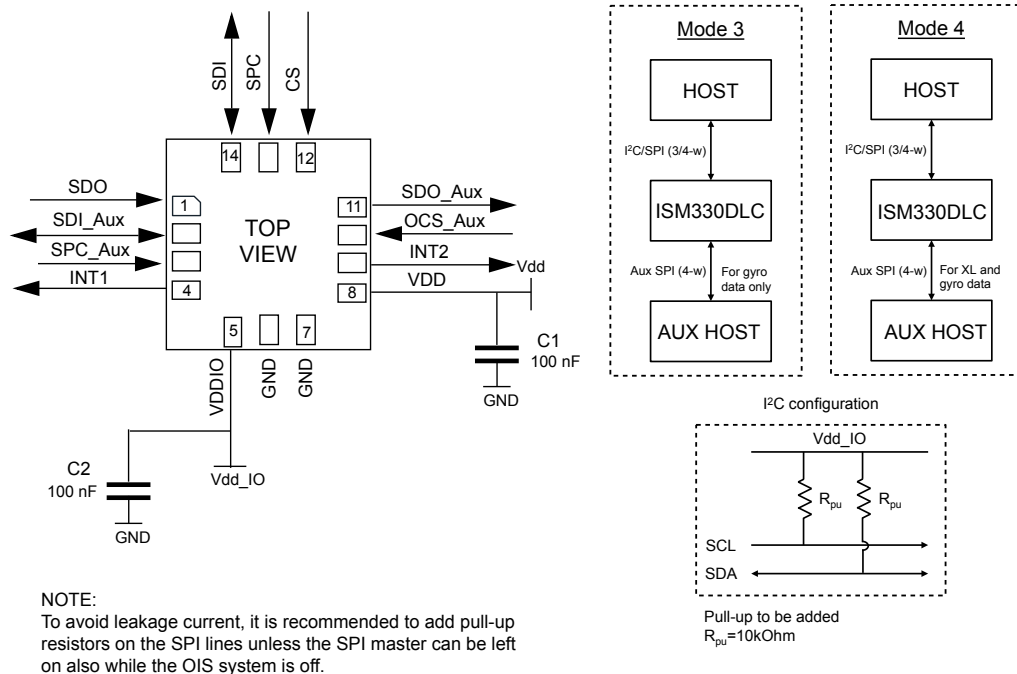 SDI
SPC
CS
14
12
SDO
SDI_Aux
SPC_Aux
INT1
1
4
TOP
VIEW
11
8
SDO_Aux
OCS_Aux
INT2
VDD
Vdd
5
7
VDDIO
GND
GND
C1
100 nF
GND
C2
100 nF
GND
Vdd_IO
NOTE:
To avoid leakage current, it is recommended to add pull-up
resistors on the SPI lines unless the SPI master can be left
on also while the OIS system is off.
Mode 3
HOST
I²C/SPI (3/4-w)
ISM330DLC
Aux SPI (4-w)
For gyro
data only
AUX HOST
Mode 4
HOST
I²C/SPI (3/4-w)
ISM330DLC
Aux SPI (4-w)
For XL and
gyro data
AUX HOST
I²C configuration
Vdd_IO
Rpu
Rpu
SCL
SDA
Pull-up to be added
Rpu=10kOhm